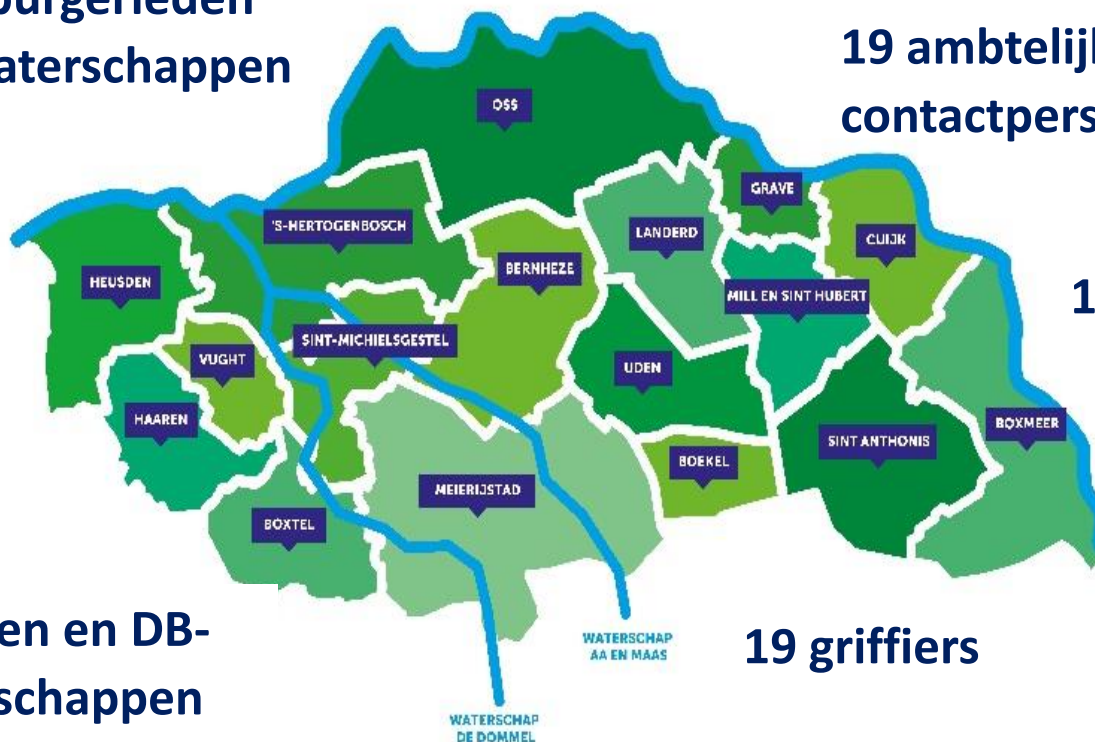 burgerieden
aterschappen
19 ambtelijk
contactpers
OSS
GRAVE
'S-HERTOGENBOSCH
LANDERD
CUIJK
BERNHEZE
HEUSDEN
MILL EN SINT HUBERT
1
SINT-MICHIELSGESTEL
VUGHT
UDEN
HAAREN
BOXMEER
SINT ANTHONIS
BOEKEL
MEIERIJSTAD
BOXTEL
en en DB-
schappen
WATERSCHAP
AA EN MAAS
19 griffiers
WATERSCHAP
DE DOMMEL